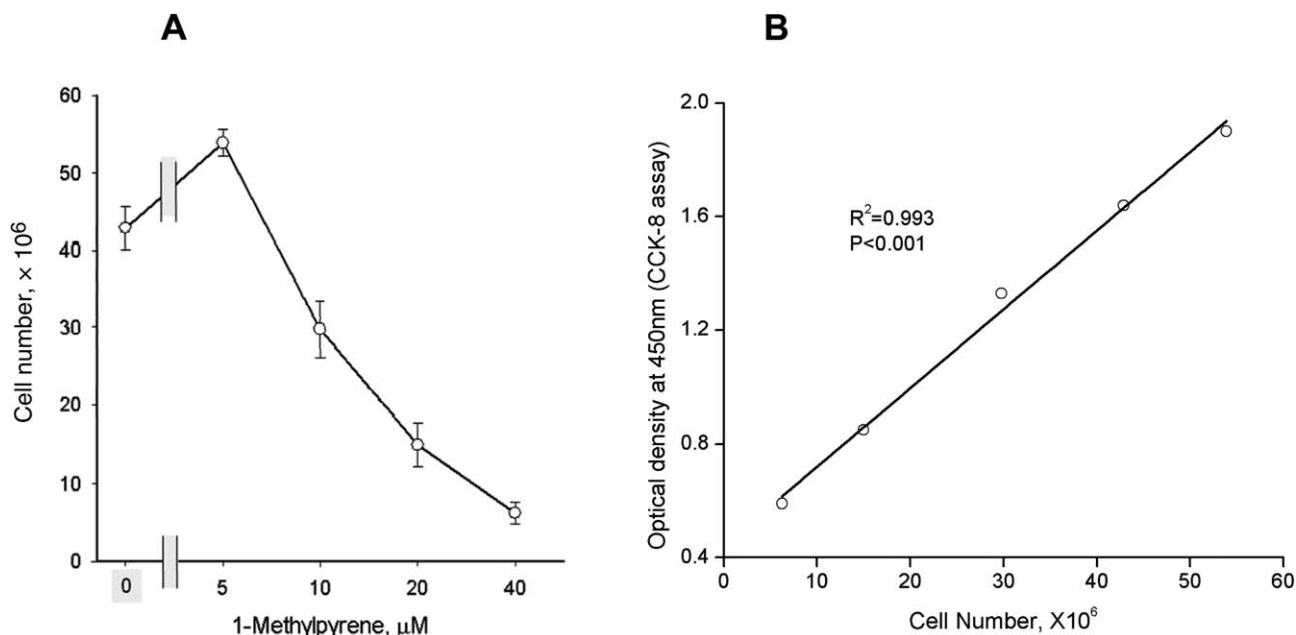 A
60
50
40
30
20
10
0
Cell number, × 10⁶
0 5 10 20 40
1-Methylpyrene, μM
B
2.0
1.6
1.2
0.8
0.4
Optical density at 450nm (CCK-8 assay)
R²=0.993
P<0.001
0 10 20 30 40 50 60
Cell Number, X10⁶